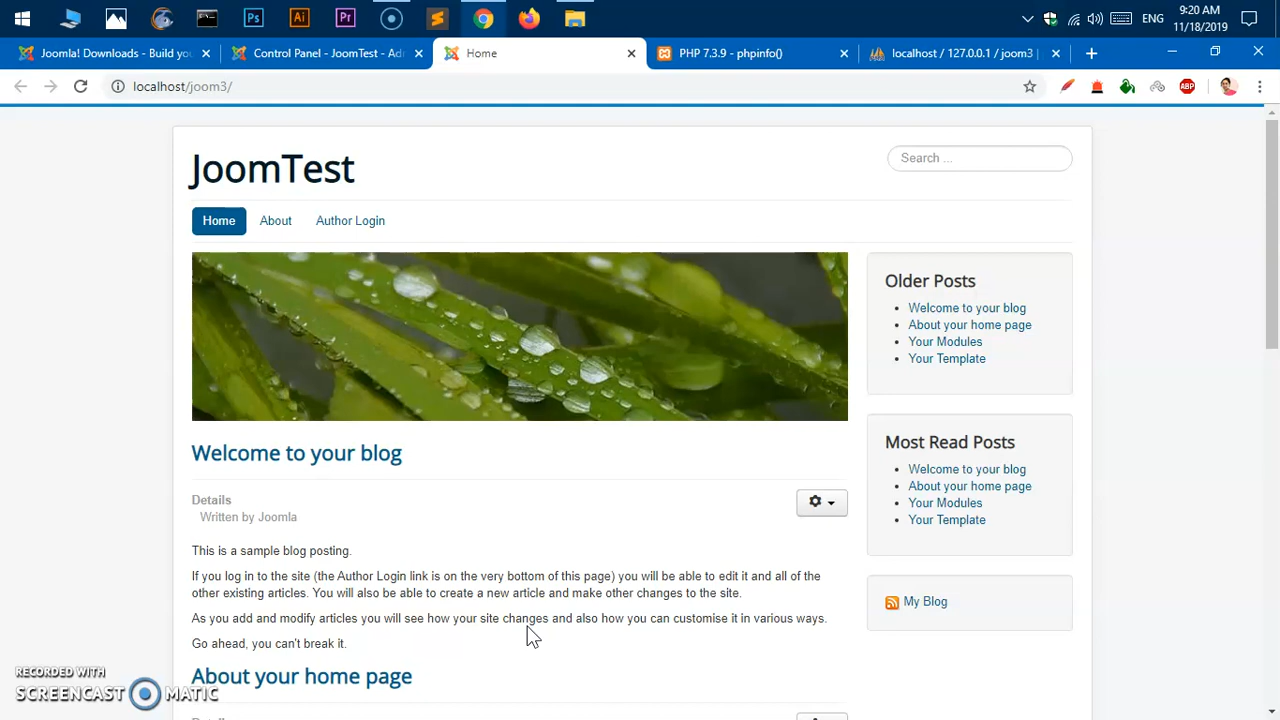 Ps
Ai
Pr
ENG
9:20 AM
11/18/2019
Joomla! Downloads - Build you
Control Panel - JoomTest - Ad
Home
PHP 7.3.9 - phpinfo()
localhost / 127.0.0.1 / joom3 |
localhost/joom3/
ABP
JoomTest
Search ...
Home
About
Author Login
Older Posts
Welcome to your blog
About your home page
Your Modules
Your Template
Most Read Posts
Welcome to your blog
About your home page
Your Modules
Your Template
My Blog
Welcome to your blog
Details
Written by Joomla
This is a sample blog posting.
If you log in to the site (the Author Login link is on the very bottom of this page) you will be able to edit it and all of the
other existing articles. You will also be able to create a new article and make other changes to the site.
As you add and modify articles you will see how your site changes and also how you can customise it in various ways.
Go ahead, you can't break it.
About your home page
RECORDED WITH
SCREENCAST MATIC